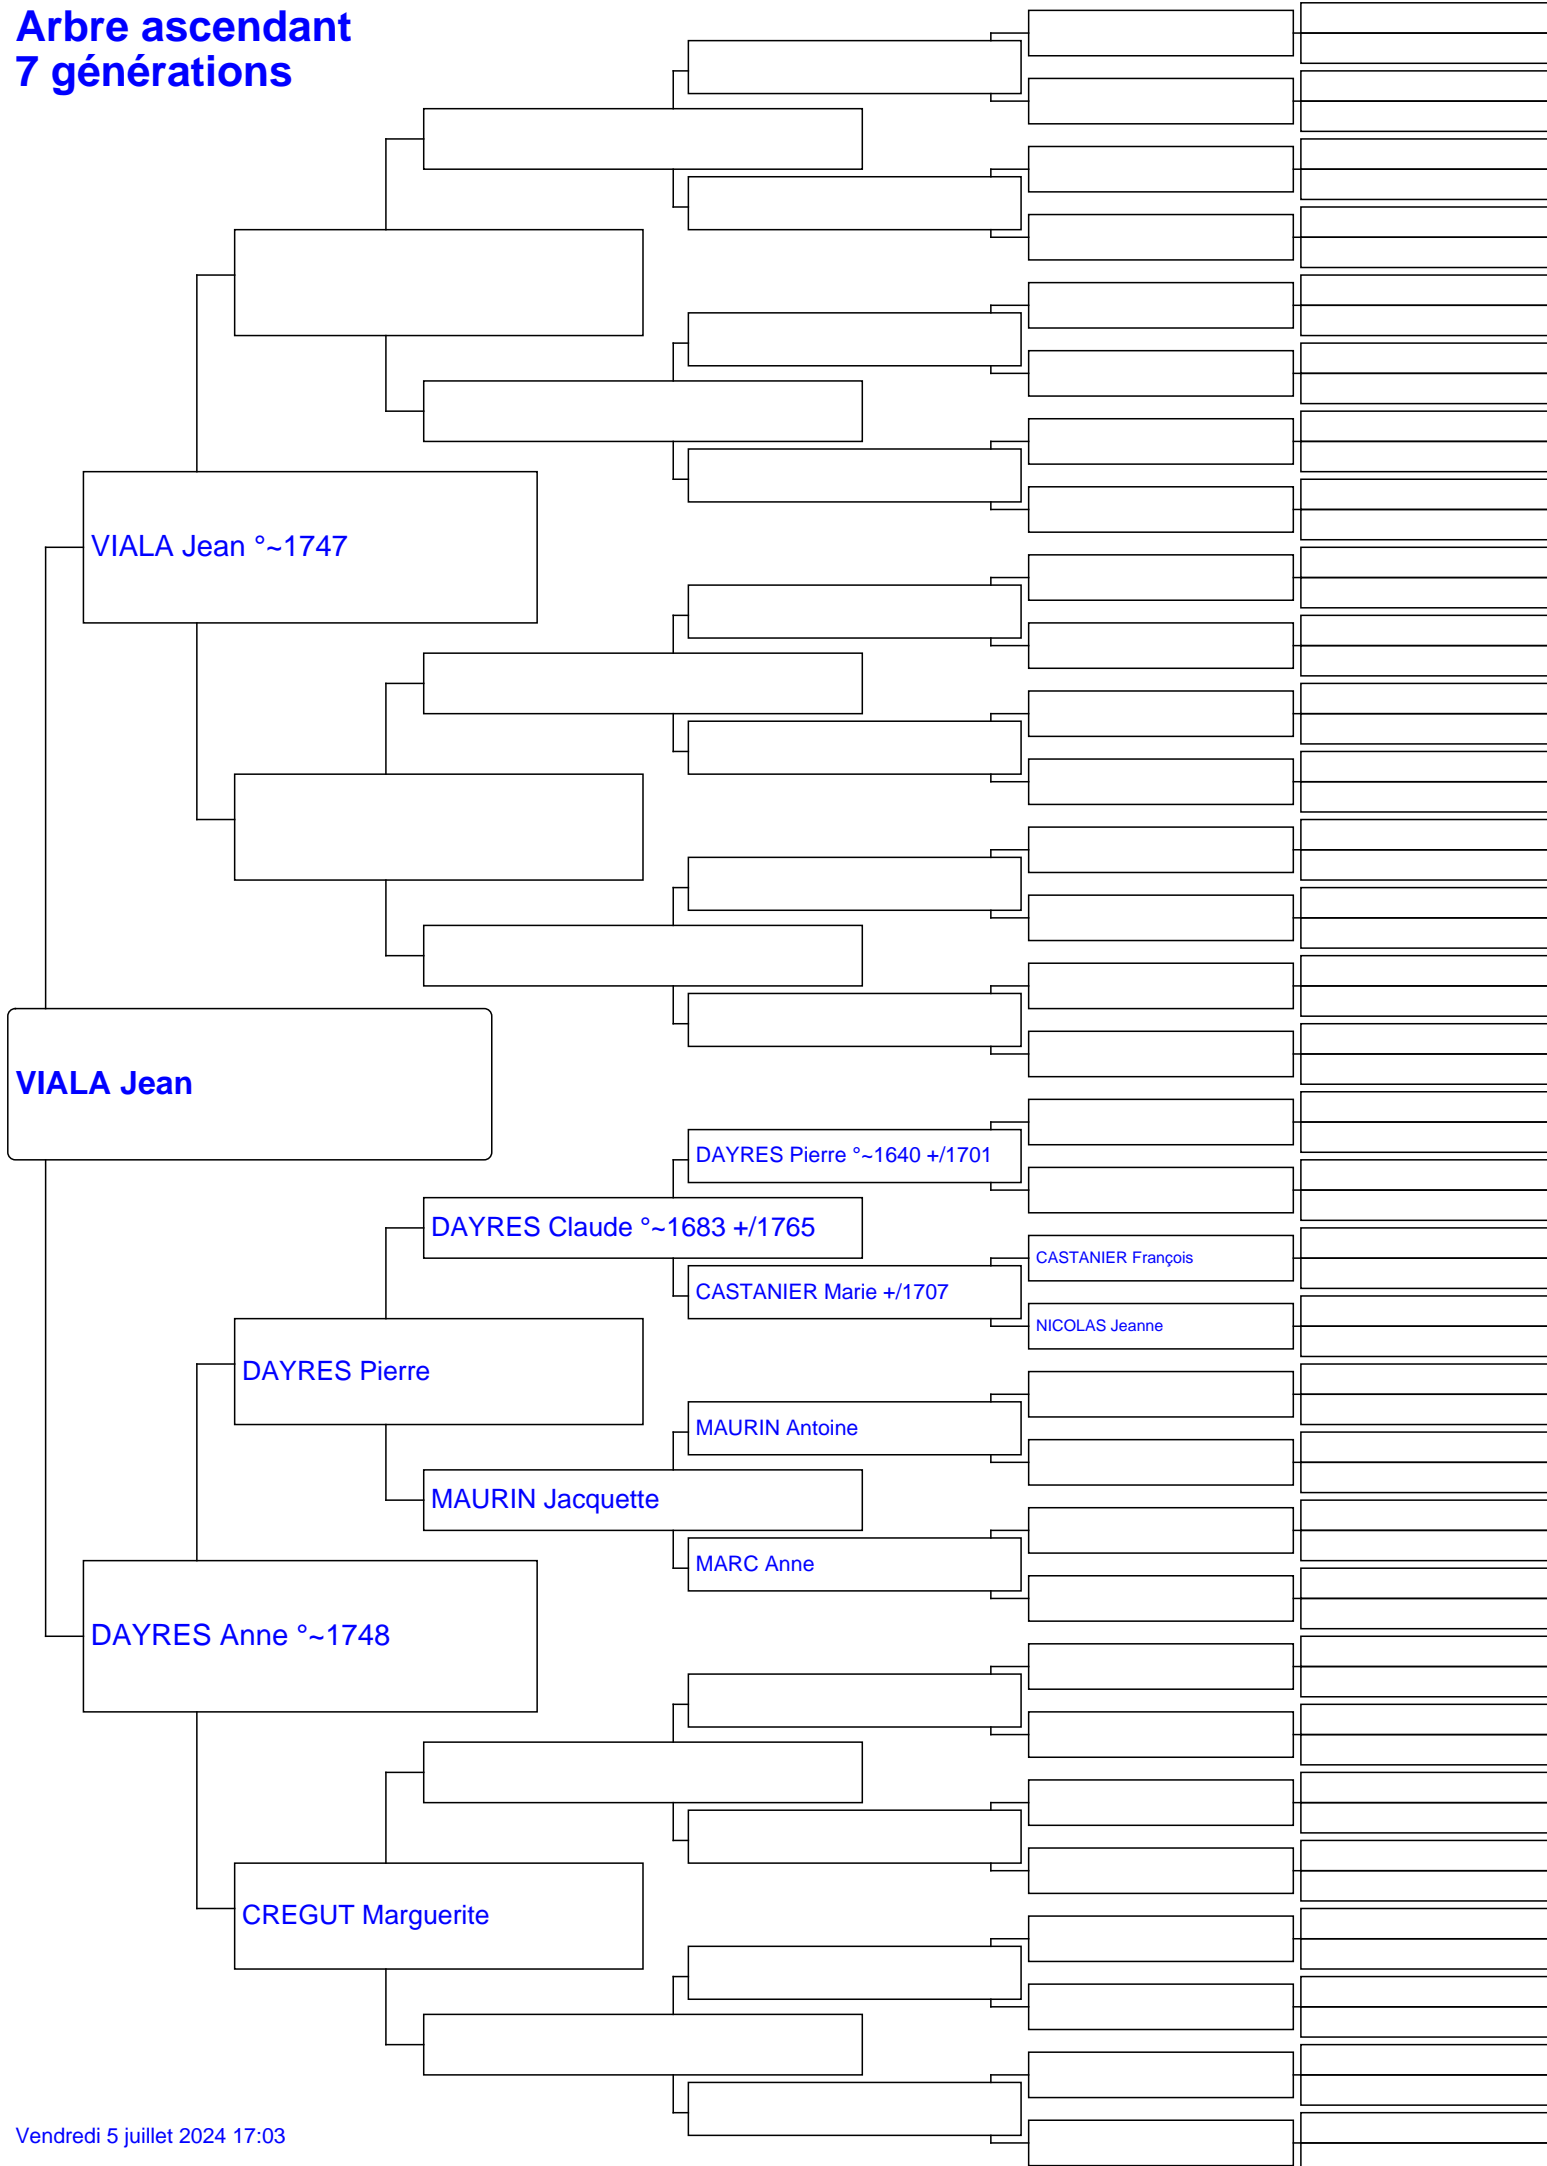 Arbre ascendant
7 générations
VIALA Jean °~1747
VIALA Jean
DAYRES Pierre °~1640 +/1701
DAYRES Claude °~1683 +/1765
CASTANIER François
CASTANIER Marie +/1707
NICOLAS Jeanne
DAYRES Pierre
MAURIN Antoine
MAURIN Jacquette
MARC Anne
DAYRES Anne °~1748
CREGUT Marguerite
Vendredi 5 juillet 2024 17:03